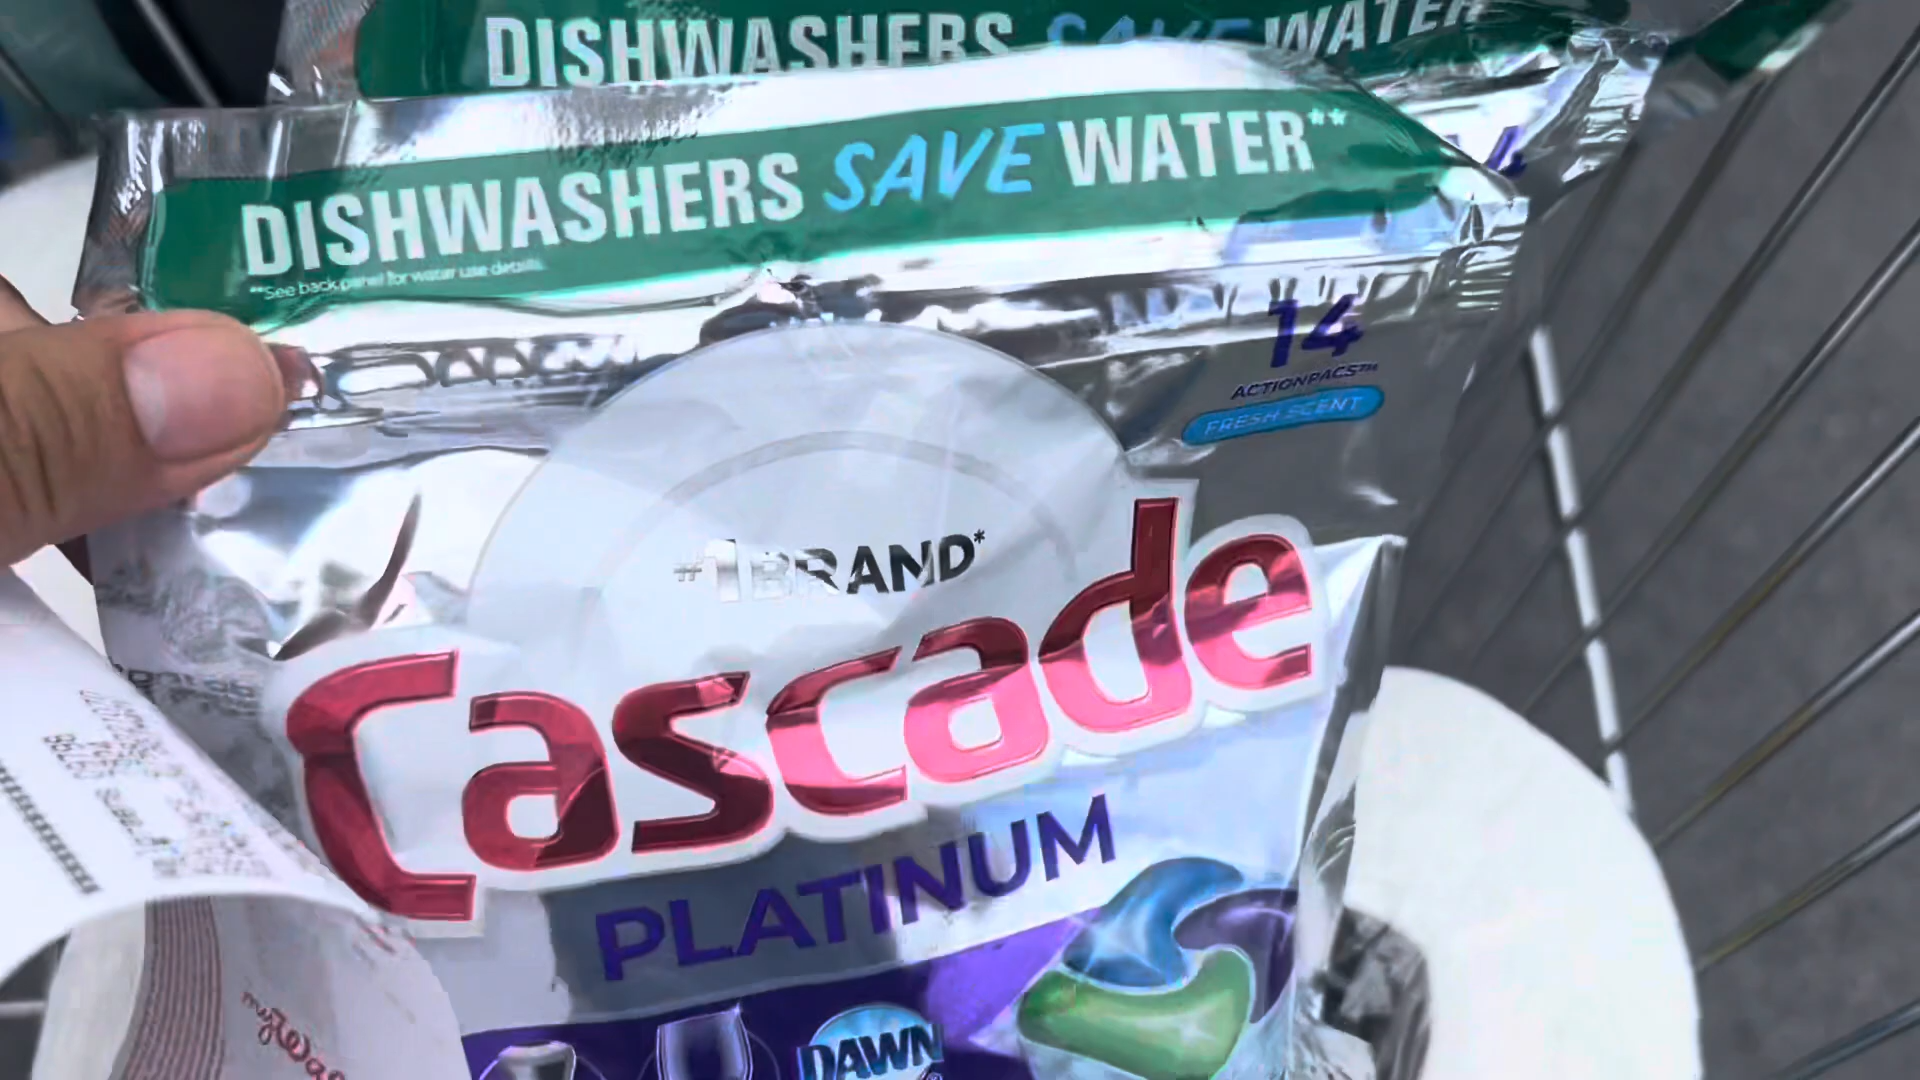 DISHWASHERS SAVE WATER
DISHWASHERS SAVE WATER**
**See back panel for water use details.
14
ACTIONPACS™
FRESH SCENT
#1 BRAND*
Cascade
PLATINUM
DAWN